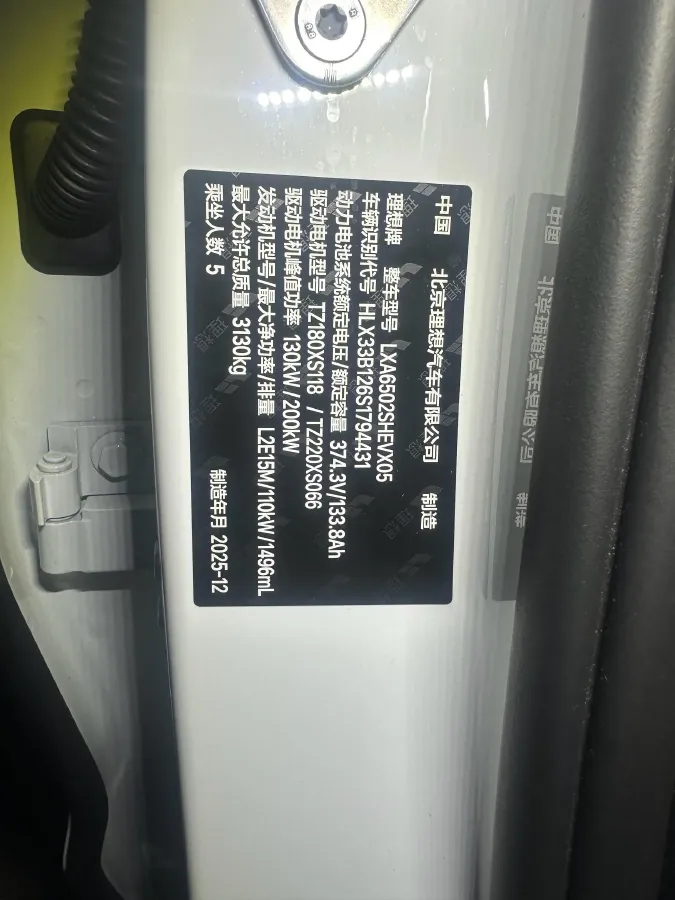 中国 北京理想汽车有限公司 制造
理想牌 整车型号 LXA6502SHEVX05
车辆识别代号 HLX33B126S1794431
动力电池系统额定电压/额定容量 374.3V/133.8Ah
驱动电机型号 TZ180XS118 / TZ220XS066
驱动电机峰值功率 130kW/200kW
发动机型号/最大净功率/排量 L2E15M/110kW/1496mL
最大允许总质量 3130kg
乘坐人数 5 制造年月 2025-12